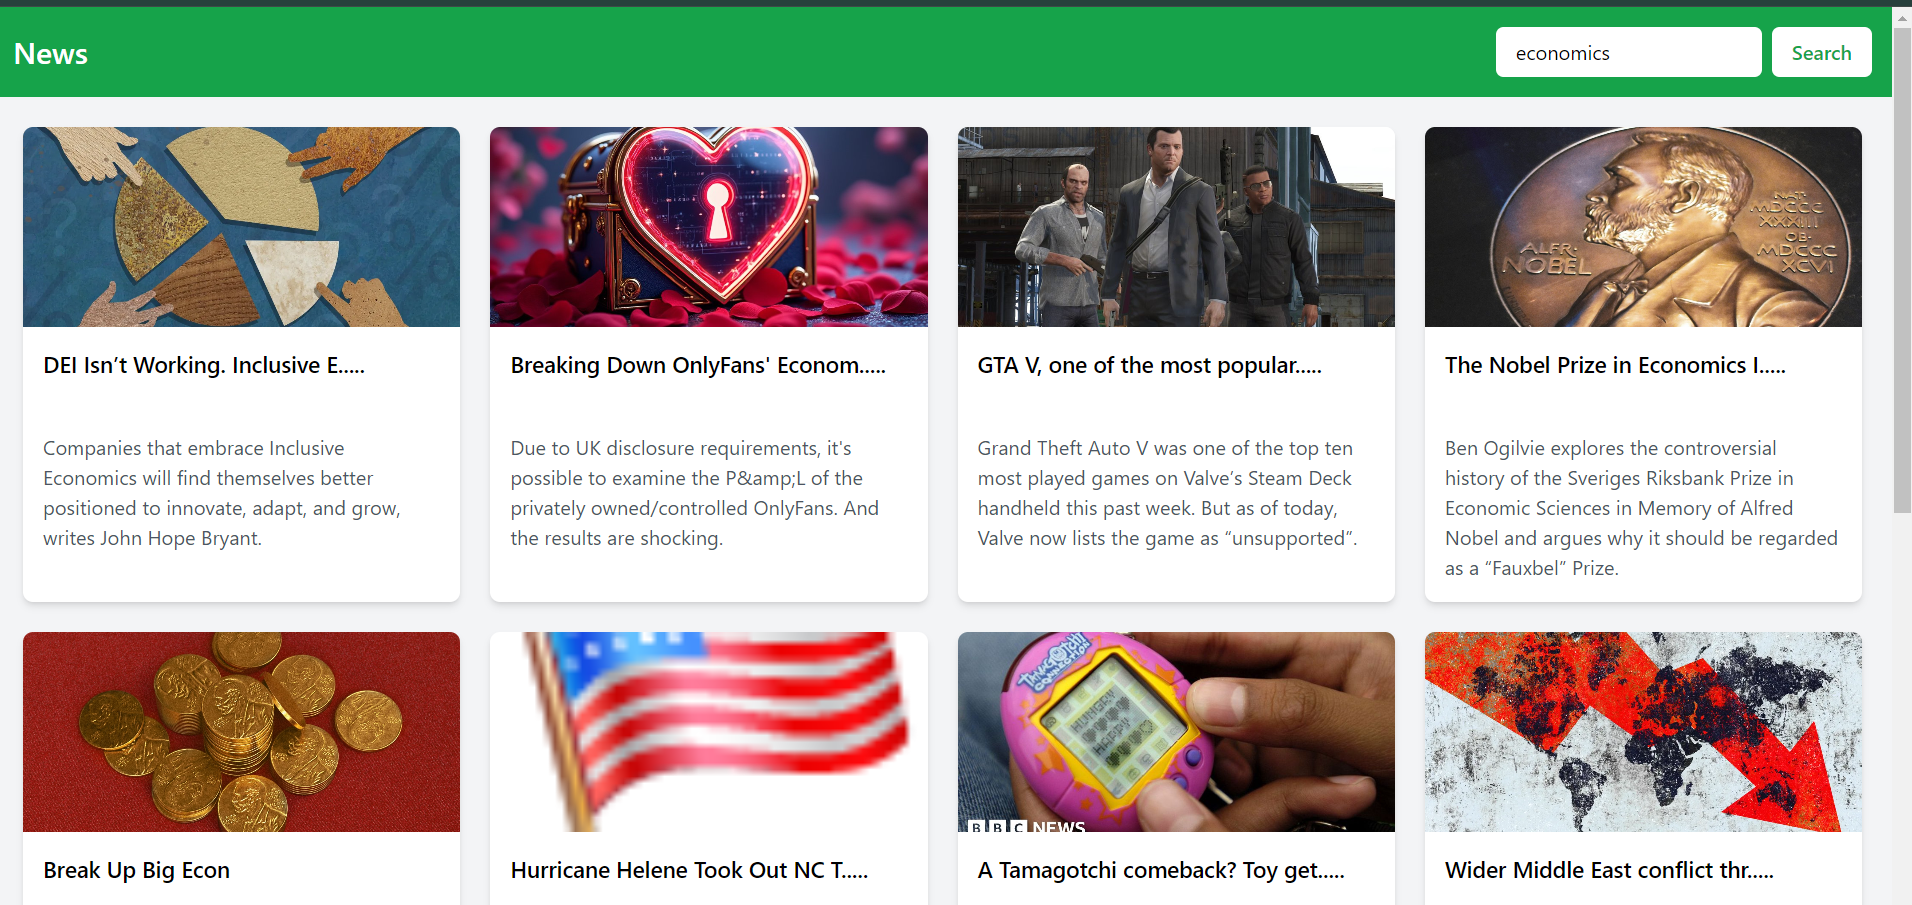 News
economics
Search
ALFR.
NOBEL
NAT.
MDCCC
XXXIII
OB.
MDCCC
XCVI
DEI Isn’t Working. Inclusive E.....
Companies that embrace Inclusive
Economics will find themselves better
positioned to innovate, adapt, and grow,
writes John Hope Bryant.
Breaking Down OnlyFans' Econom.....
Due to UK disclosure requirements, it's
possible to examine the P&amp;L of the
privately owned/controlled OnlyFans. And
the results are shocking.
GTA V, one of the most popular.....
Grand Theft Auto V was one of the top ten
most played games on Valve’s Steam Deck
handheld this past week. But as of today,
Valve now lists the game as “unsupported”.
The Nobel Prize in Economics I.....
Ben Ogilvie explores the controversial
history of the Sveriges Riksbank Prize in
Economic Sciences in Memory of Alfred
Nobel and argues why it should be regarded
as a “Fauxbel” Prize.
TAMAGOTCHI
CONNECTION
HUNGRY
HAPPY
BBC NEWS
Break Up Big Econ
Hurricane Helene Took Out NC T.....
A Tamagotchi comeback? Toy get.....
Wider Middle East conflict thr.....